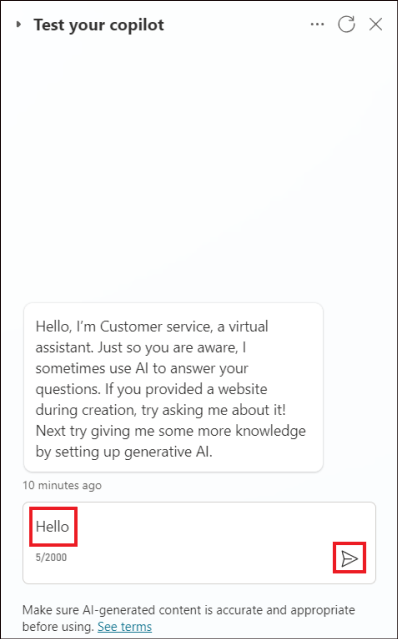 Test your copilot
Hello, I'm Customer service, a virtual
assistant. Just so you are aware, I
sometimes use AI to answer your
questions. If you provided a website
during creation, try asking me about it!
Next try giving me some more knowledge
by setting up generative AI.
10 minutes ago
Hello
5/2000
Make sure AI-generated content is accurate and appropriate
before using. See terms